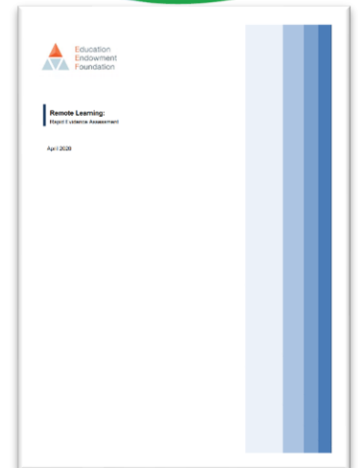 Education
Endowment
Foundation
Remote Learning:
Rapid Evidence Assessment
April 2020